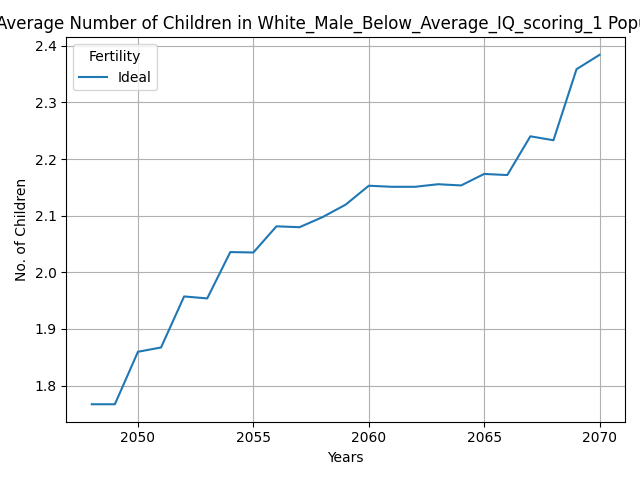 Average Number of Children in White_Male_Below_Average_IQ_scoring_1 Popu
Fertility
Ideal
2.4
2.3
2.2
2.1
2.0
1.9
1.8
No. of Children
2050 2055 2060 2065 2070
Years